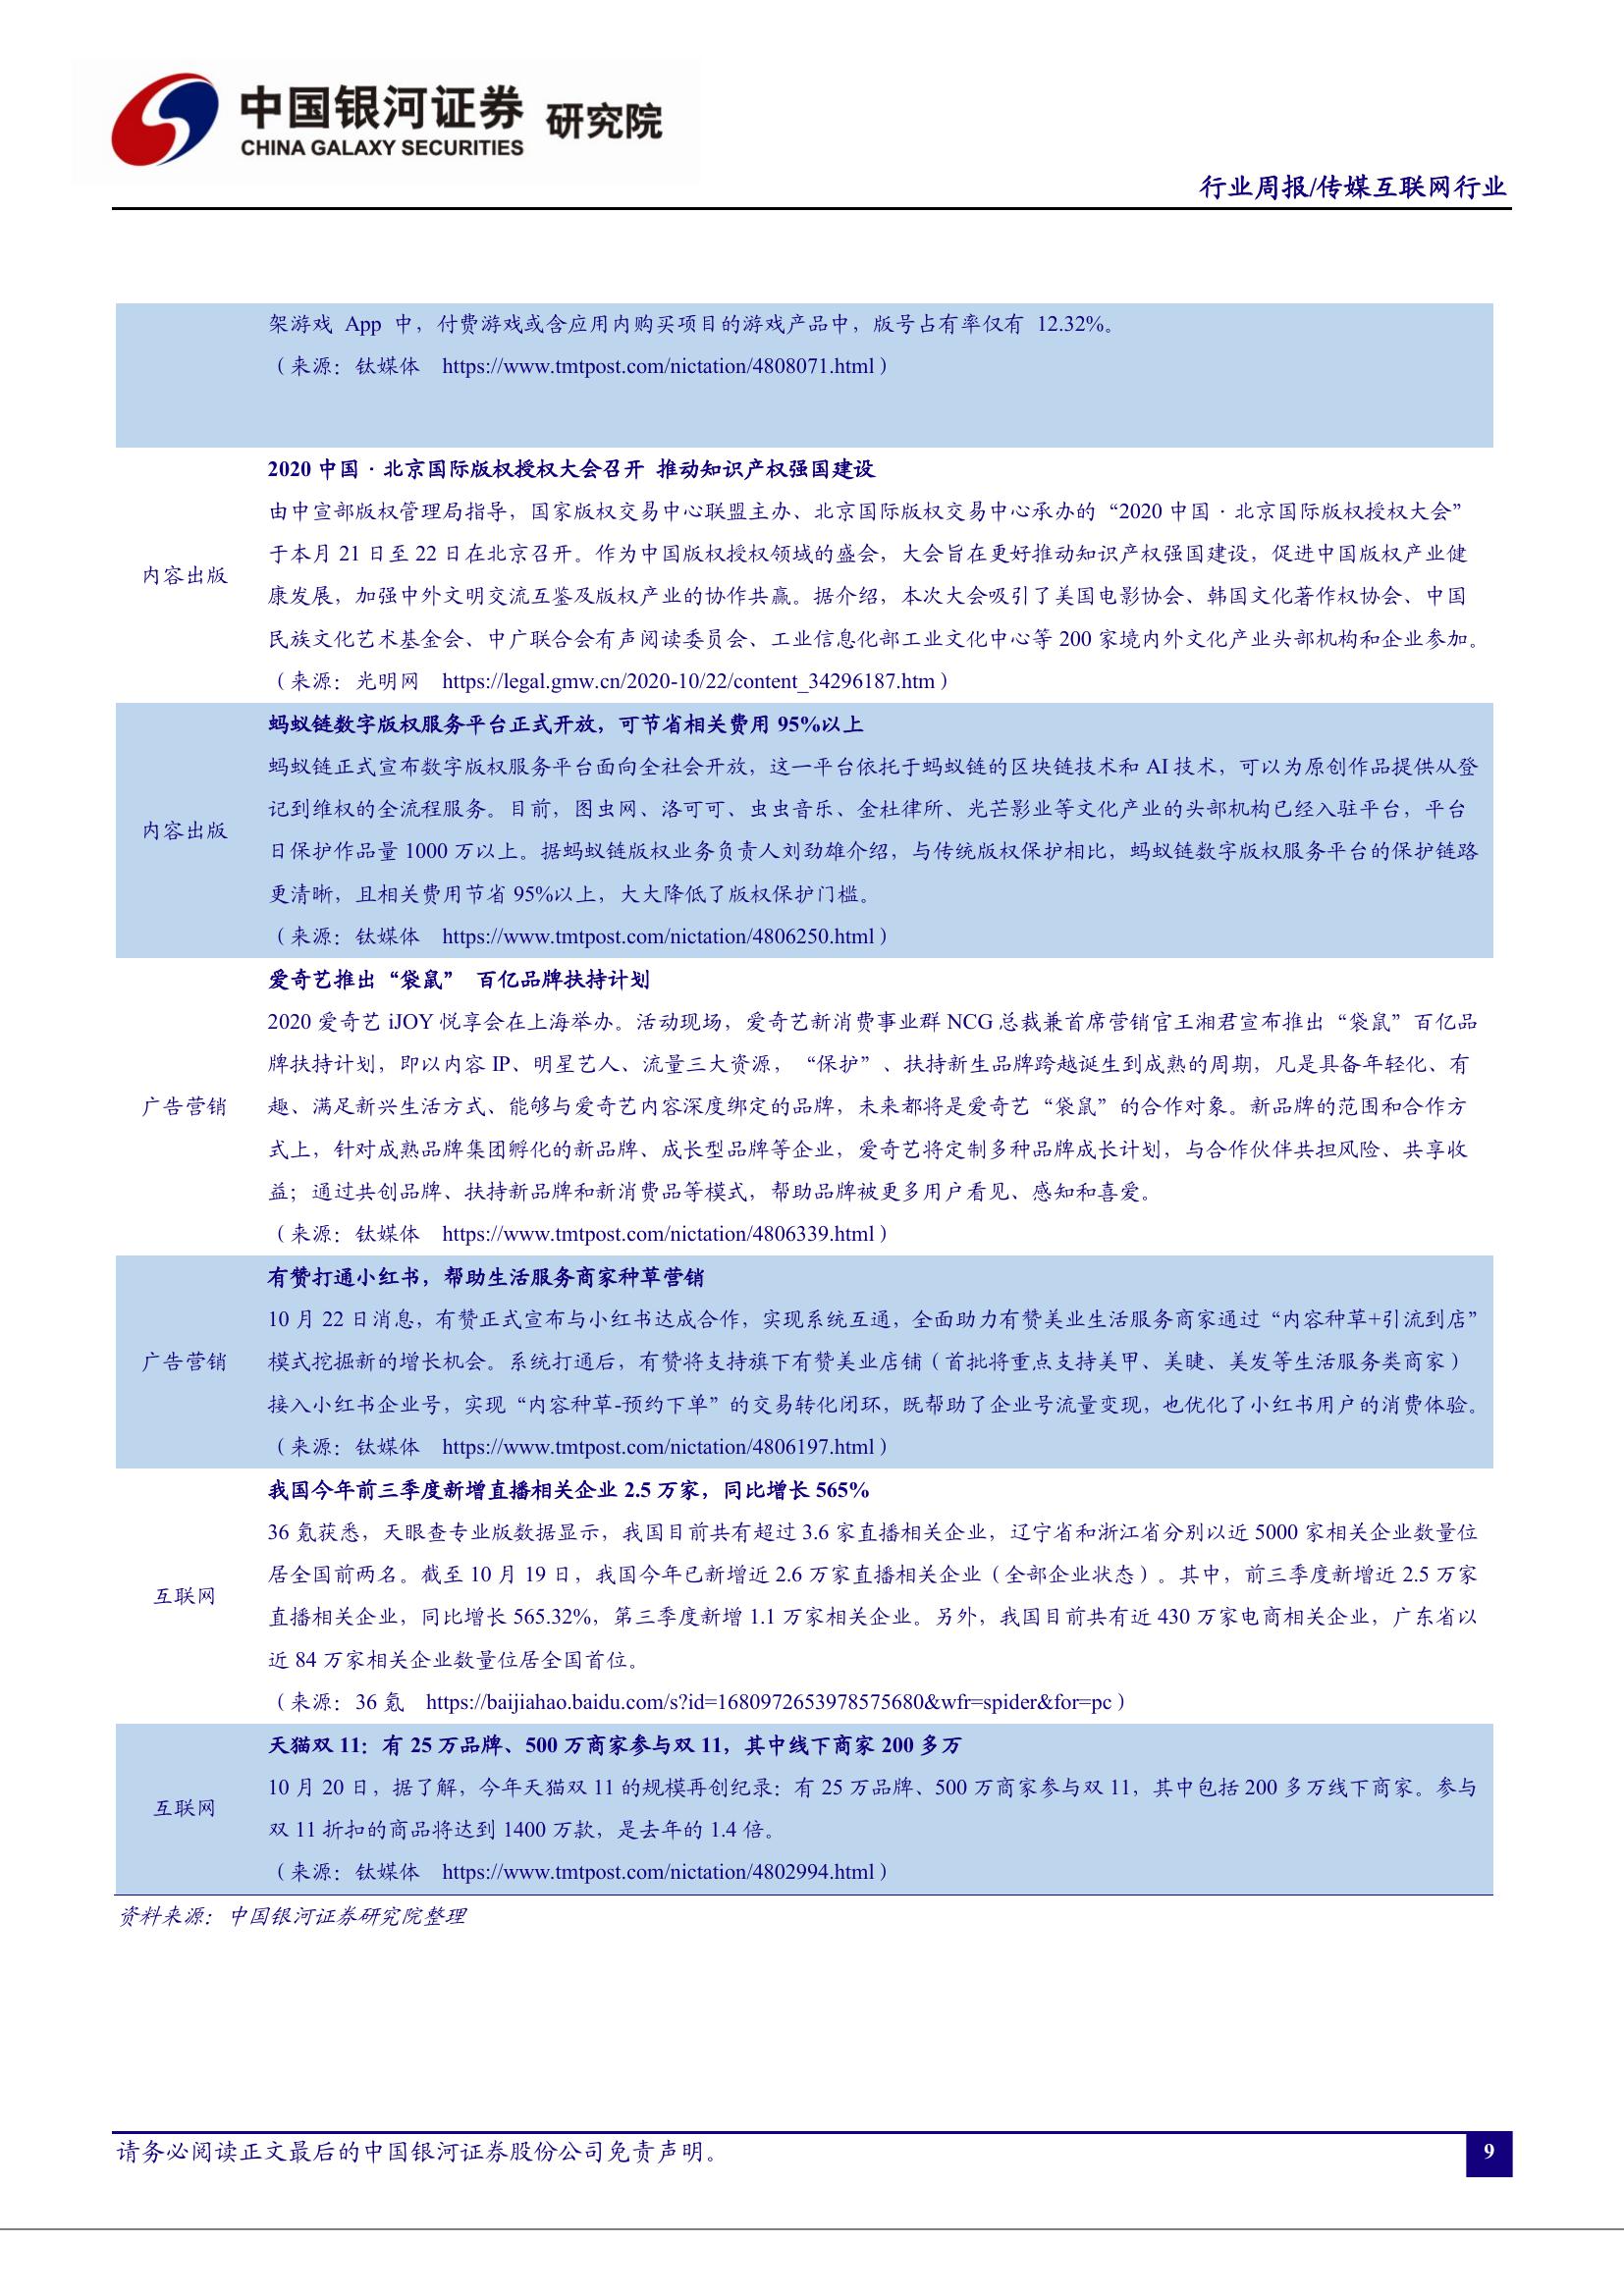 中国银河证券 研究院
CHINA GALAXY SECURITIES
行业周报/传媒互联网行业
架游戏 App 中，付费游戏或含应用内购买项目的游戏产品中，版号占有率仅有 12.32%。
（来源：钛媒体 https://www.tmtpost.com/nictation/4808071.html）
2020 中国·北京国际版权授权大会召开 推动知识产权强国建设
由中宣部版权管理局指导，国家版权交易中心联盟主办、北京国际版权交易中心承办的“2020 中国·北京国际版权授权大会”
于本月 21 日至 22 日在北京召开。作为中国版权授权领域的盛会，大会旨在更好推动知识产权强国建设，促进中国版权产业健
内容出版
康发展，加强中外文明交流互鉴及版权产业的协作共赢。据介绍，本次大会吸引了美国电影协会、韩国文化著作权协会、中国
民族文化艺术基金会、中广联合会有声阅读委员会、工业信息化部工业文化中心等 200 家境内外文化产业头部机构和企业参加。
（来源：光明网 https://legal.gmw.cn/2020-10/22/content_34296187.htm）
蚂蚁链数字版权服务平台正式开放，可节省相关费用 95%以上
蚂蚁链正式宣布数字版权服务平台面向全社会开放，这一平台依托于蚂蚁链的区块链技术和 AI 技术，可以为原创作品提供从登
记到维权的全流程服务。目前，图虫网、洛可可、虫虫音乐、金杜律所、光芒影业等文化产业的头部机构已经入驻平台，平台
内容出版
日保护作品量 1000 万以上。据蚂蚁链版权业务负责人刘劲雄介绍，与传统版权保护相比，蚂蚁链数字版权服务平台的保护链路
更清晰，且相关费用节省 95%以上，大大降低了版权保护门槛。
（来源：钛媒体 https://www.tmtpost.com/nictation/4806250.html）
爱奇艺推出“袋鼠” 百亿品牌扶持计划
2020 爱奇艺 iJOY 悦享会在上海举办。活动现场，爱奇艺新消费事业群 NCG 总裁兼首席营销官王湘君宣布推出“袋鼠”百亿品
牌扶持计划，即以内容 IP、明星艺人、流量三大资源，“保护”、扶持新生品牌跨越诞生到成熟的周期，凡是具备年轻化、有
广告营销
趣、满足新兴生活方式、能够与爱奇艺内容深度绑定的品牌，未来都将是爱奇艺“袋鼠”的合作对象。新品牌的范围和合作方
式上，针对成熟品牌集团孵化的新品牌、成长型品牌等企业，爱奇艺将定制多种品牌成长计划，与合作伙伴共担风险、共享收
益；通过共创品牌、扶持新品牌和新消费品等模式，帮助品牌被更多用户看见、感知和喜爱。
（来源：钛媒体 https://www.tmtpost.com/nictation/4806339.html）
有赞打通小红书，帮助生活服务商家种草营销
10 月 22 日消息，有赞正式宣布与小红书达成合作，实现系统互通，全面助力有赞美业生活服务商家通过“内容种草+引流到店”
广告营销
模式挖掘新的增长机会。系统打通后，有赞将支持旗下有赞美业店铺（首批将重点支持美甲、美睫、美发等生活服务类商家）
接入小红书企业号，实现“内容种草-预约下单”的交易转化闭环，既帮助了企业号流量变现，也优化了小红书用户的消费体验。
（来源：钛媒体 https://www.tmtpost.com/nictation/4806197.html）
我国今年前三季度新增直播相关企业 2.5 万家，同比增长 565%
36 氪获悉，天眼查专业版数据显示，我国目前共有超过 3.6 家直播相关企业，辽宁省和浙江省分别以近 5000 家相关企业数量位
居全国前两名。截至 10 月 19 日，我国今年已新增近 2.6 万家直播相关企业（全部企业状态）。其中，前三季度新增近 2.5 万家
互联网
直播相关企业，同比增长 565.32%，第三季度新增 1.1 万家相关企业。另外，我国目前共有近 430 万家电商相关企业，广东省以
近 84 万家相关企业数量位居全国首位。
（来源：36 氪 https://baijiahao.baidu.com/s?id=1680972653978575680&wfr=spider&for=pc）
天猫双 11：有 25 万品牌、500 万商家参与双 11，其中线下商家 200 多万
10 月 20 日，据了解，今年天猫双 11 的规模再创纪录：有 25 万品牌、500 万商家参与双 11，其中包括 200 多万线下商家。参与
互联网
双 11 折扣的商品将达到 1400 万款，是去年的 1.4 倍。
（来源：钛媒体 https://www.tmtpost.com/nictation/4802994.html）
资料来源：中国银河证券研究院整理
请务必阅读正文最后的中国银河证券股份公司免责声明。
9